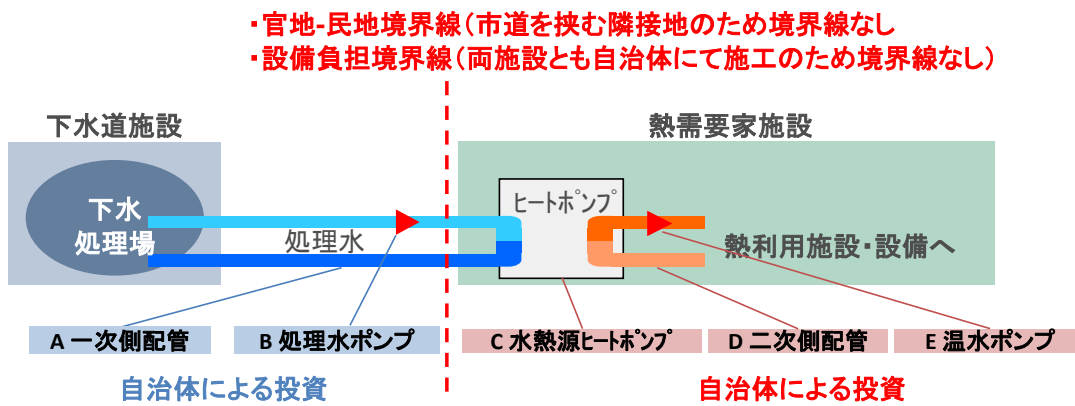 ・官地-民地境界線（市道を挟む隣接地のため境界線なし
・設備負担境界線（両施設とも自治体にて施工のため境界線なし）
下水道施設
熱需要家施設
下水
処理場
処理水
ﾋｰﾄﾎﾟﾝﾌﾟ
熱利用施設・設備へ
A 一次側配管
B 処理水ポンプ
C 水熱源ﾋｰﾄﾎﾟﾝﾌﾟ
D 二次側配管
E 温水ポンプ
自治体による投資
自治体による投資